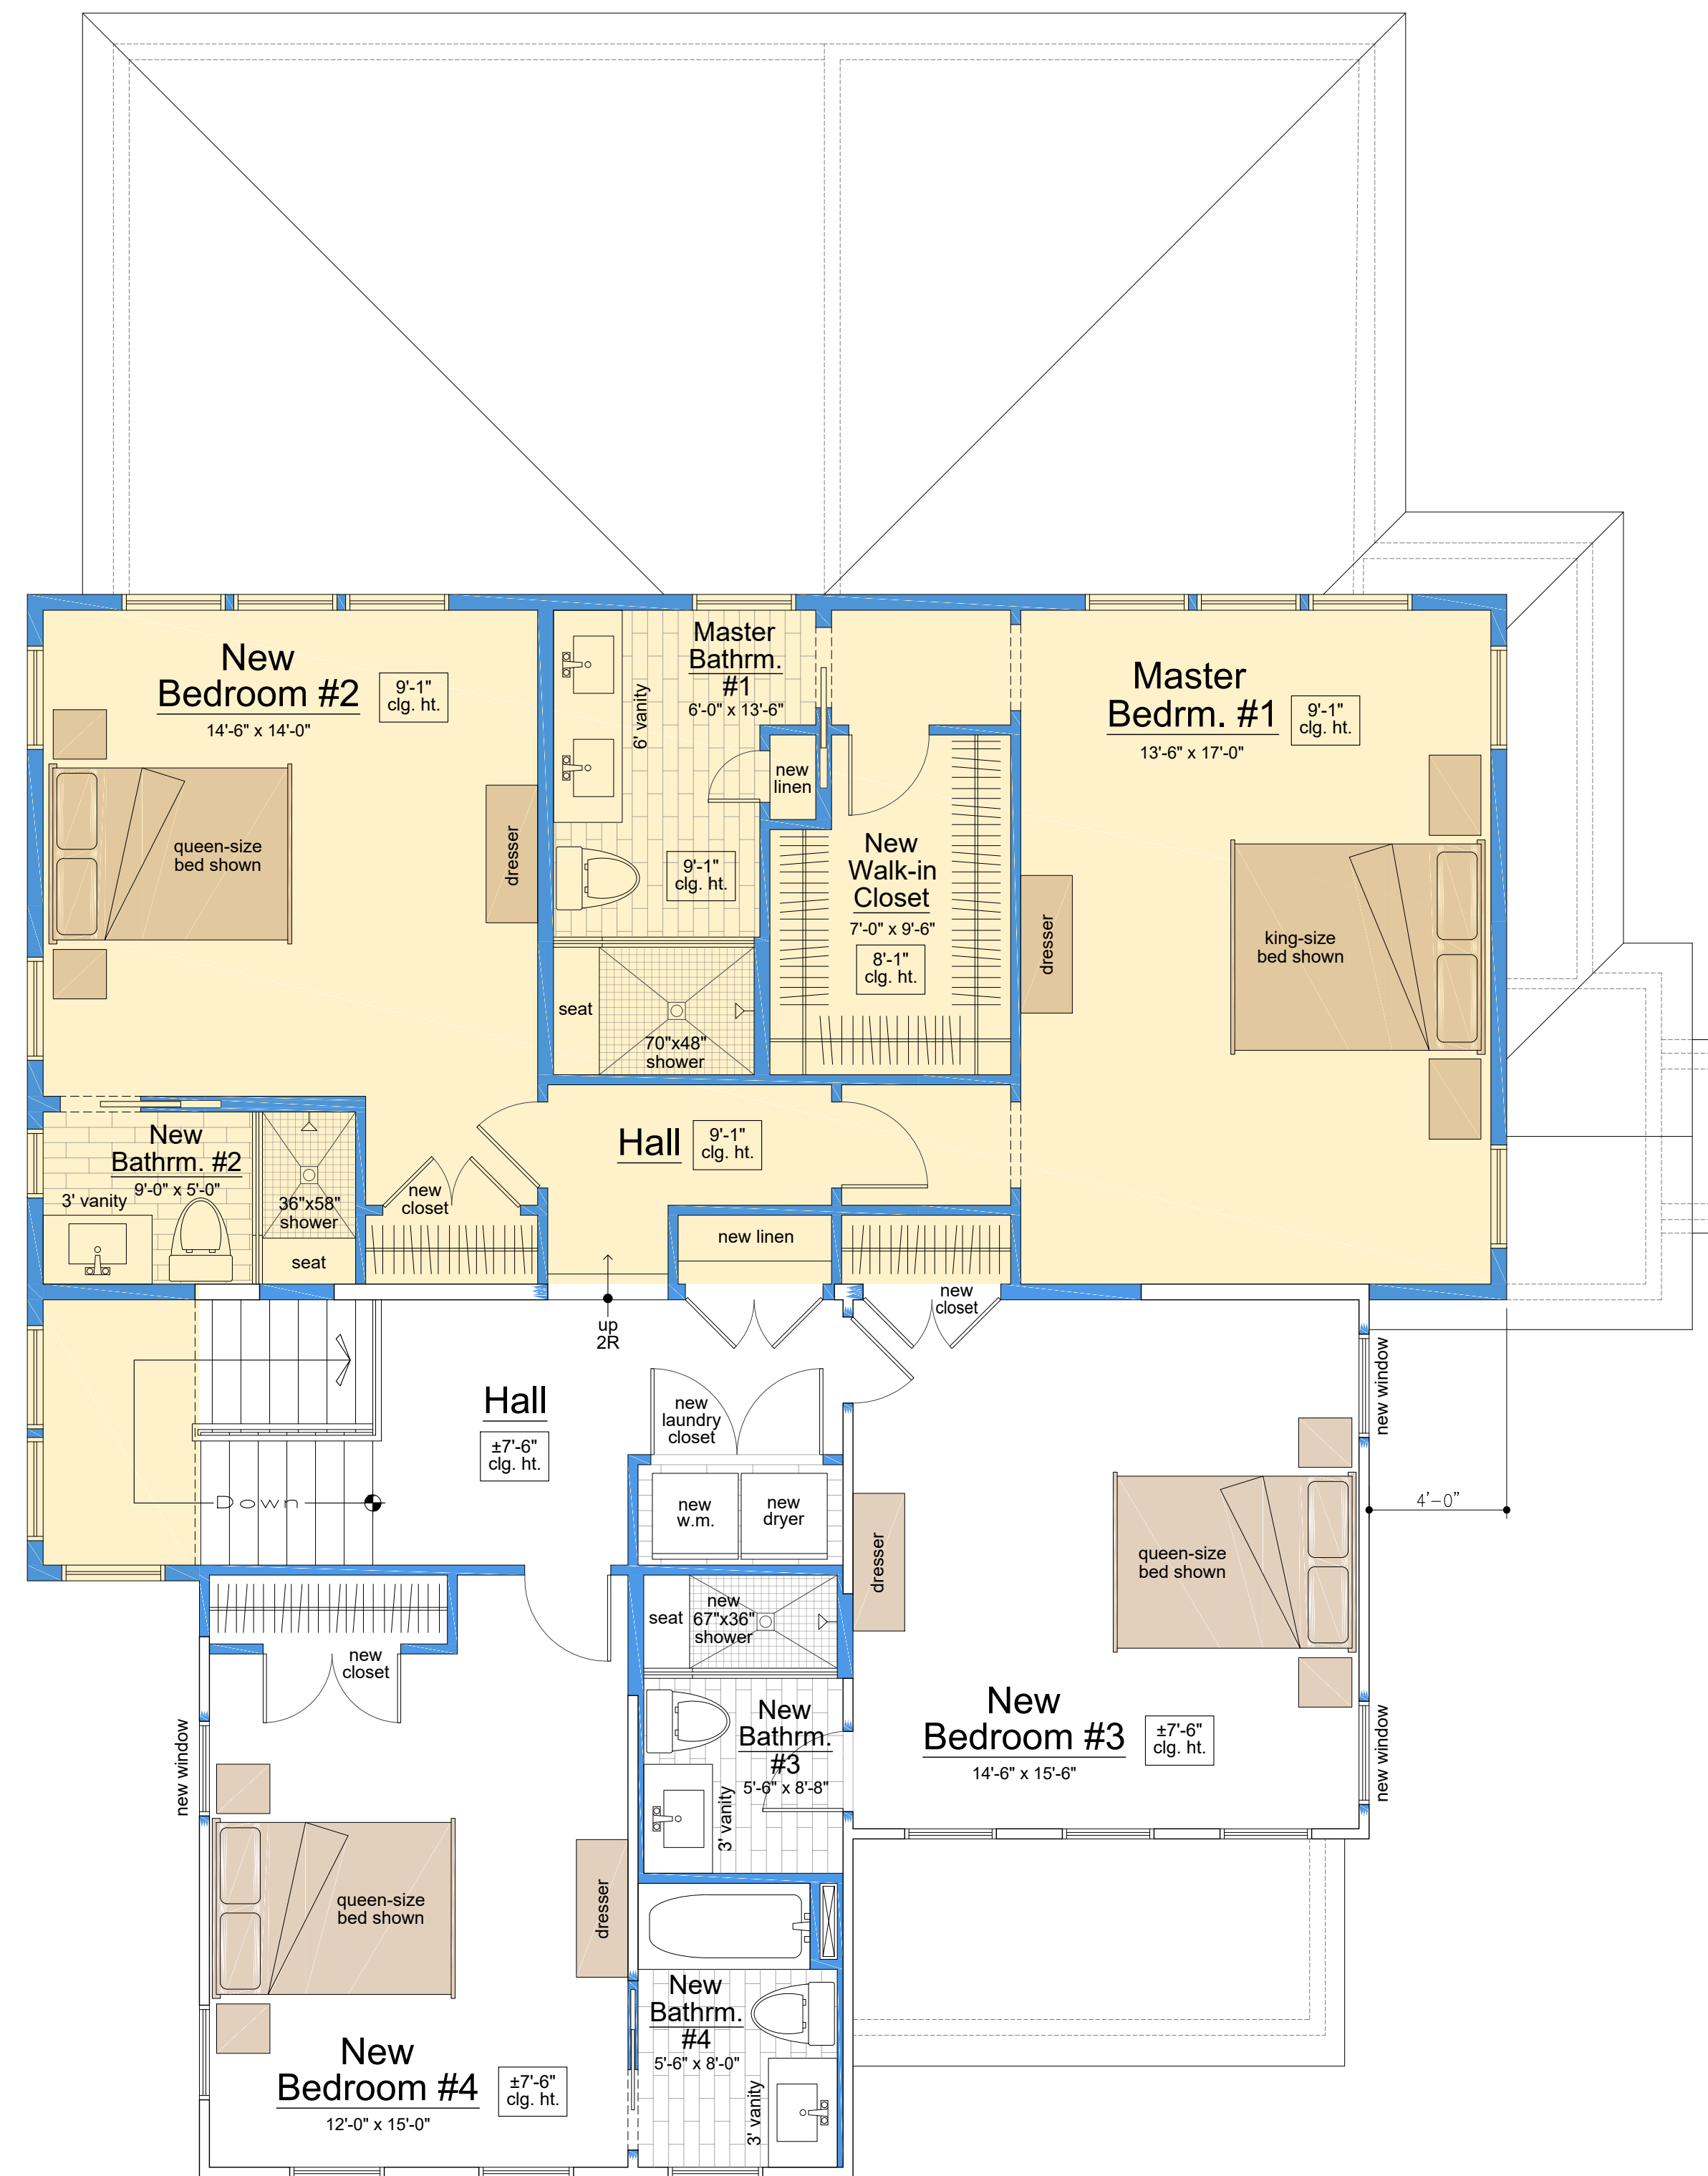 New
Bedroom #2
14'-6" x 14'-0"
9'-1"
clg. ht.
queen-size
bed shown
dresser
Master
Bathrm.
#1
6'-0" x 13'-6"
6' vanity
new
linen
9'-1"
clg. ht.
seat
70"x48"
shower
New
Walk-in
Closet
7'-0" x 9'-6"
8'-1"
clg. ht.
Master
Bedrm. #1
13'-6" x 17'-0"
9'-1"
clg. ht.
dresser
king-size
bed shown
New
Bathrm. #2
9'-0" x 5'-0"
3' vanity
36"x58"
shower
seat
new
closet
Hall
9'-1"
clg. ht.
new linen
new
closet
up
2R
Hall
±7'-6"
clg. ht.
Down
new
laundry
closet
new
w.m.
new
dryer
new window
4'-0"
dresser
queen-size
bed shown
seat
new
67"x36"
shower
new
closet
New
Bathrm.
#3
5'-6" x 8'-8"
3' vanity
New
Bedroom #3
14'-6" x 15'-6"
±7'-6"
clg. ht.
new window
new window
queen-size
bed shown
dresser
New
Bathrm.
#4
5'-6" x 8'-0"
3' vanity
New
Bedroom #4
12'-0" x 15'-0"
±7'-6"
clg. ht.